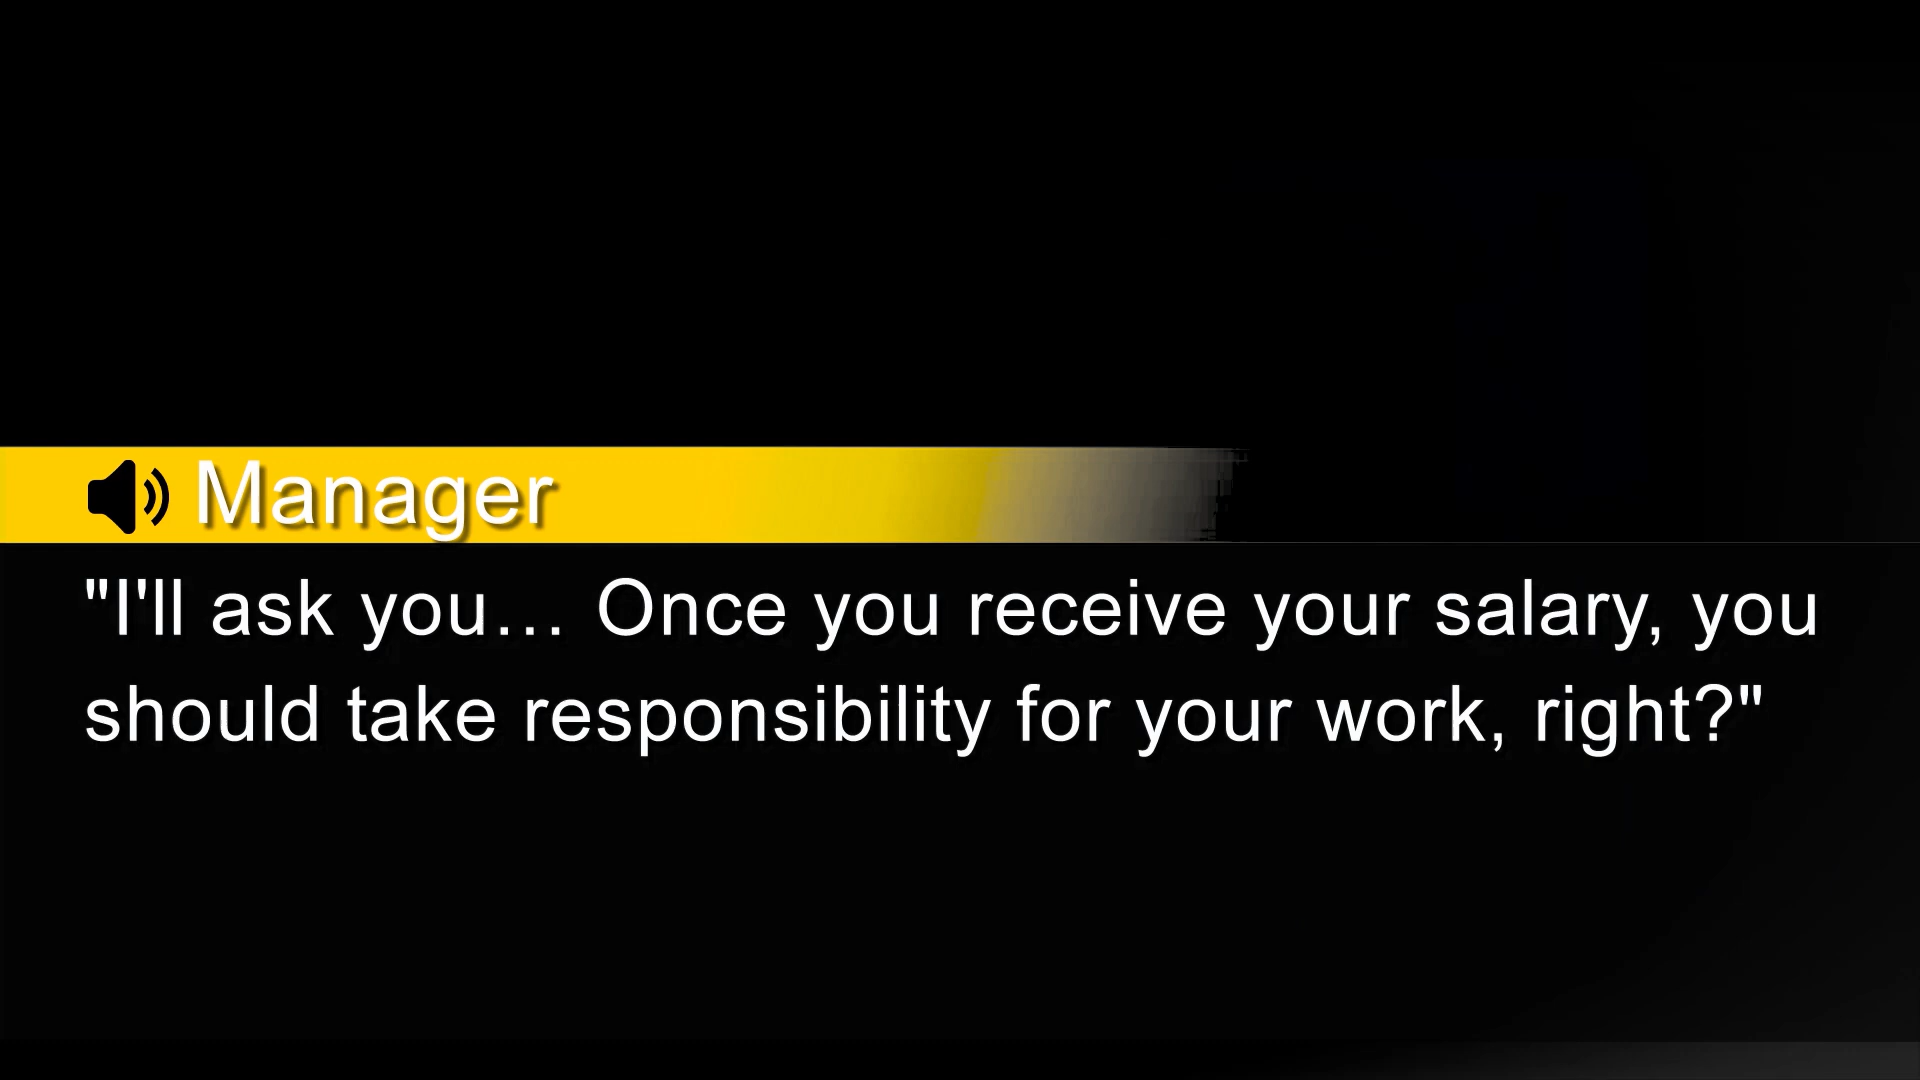 Manager
"I'll ask you… Once you receive your salary, you
should take responsibility for your work, right?"